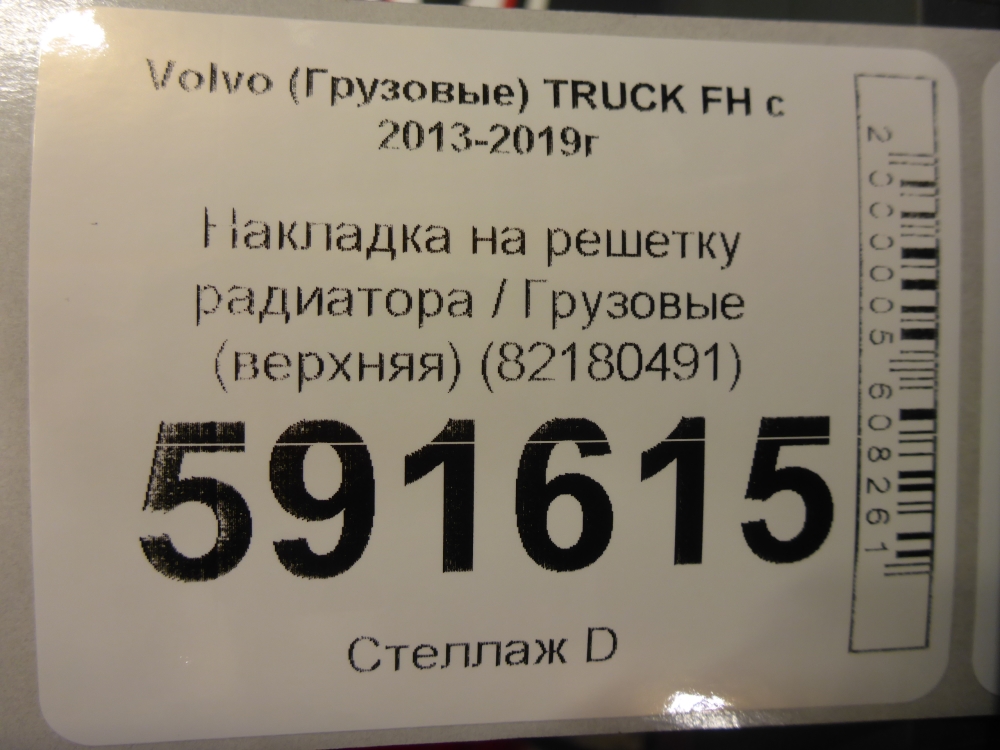 Volvo (Грузовые) TRUCK FH с
2013-2019г
Накладка на решетку
радиатора / Грузовые
(верхняя) (82180491)
591615
Стеллаж D
2000005608261